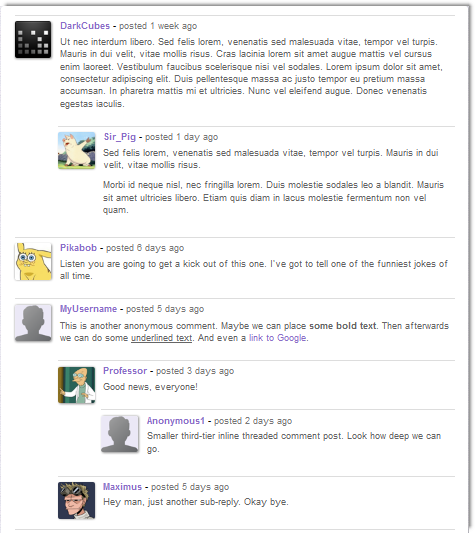 DarkCubes - posted 1 week ago
Ut nec interdum libero. Sed felis lorem, venenatis sed malesuada vitae, tempor vel turpis.
Mauris in dui velit, vitae mollis risus. Cras lacinia lorem sit amet augue mattis vel cursus
enim laoreet. Vestibulum faucibus scelerisque nisi vel sodales. Lorem ipsum dolor sit amet,
consectetur adipiscing elit. Duis pellentesque massa ac justo tempor eu pretium massa
accumsan. In pharetra mattis mi et ultricies. Nunc vel eleifend augue. Donec venenatis
egestas iaculis.
Sir_Pig - posted 1 day ago
Sed felis lorem, venenatis sed malesuada vitae, tempor vel turpis. Mauris in dui
velit, vitae mollis risus.
Morbi id neque nisl, nec fringilla lorem. Duis molestie sodales leo a blandit. Mauris
sit amet ultricies libero. Etiam quis diam in lacus molestie fermentum non vel
quam.
Pikabob - posted 6 days ago
Listen you are going to get a kick out of this one. I've got to tell one of the funniest jokes of
all time.
MyUsername - posted 5 days ago
This is another anonymous comment. Maybe we can place some bold text. Then afterwards
we can do some underlined text. And even a link to Google.
Professor - posted 3 days ago
Good news, everyone!
Anonymous1 - posted 2 days ago
Smaller third-tier inline threaded comment post. Look how deep we can
go.
Maximus - posted 5 days ago
Hey man, just another sub-reply. Okay bye.